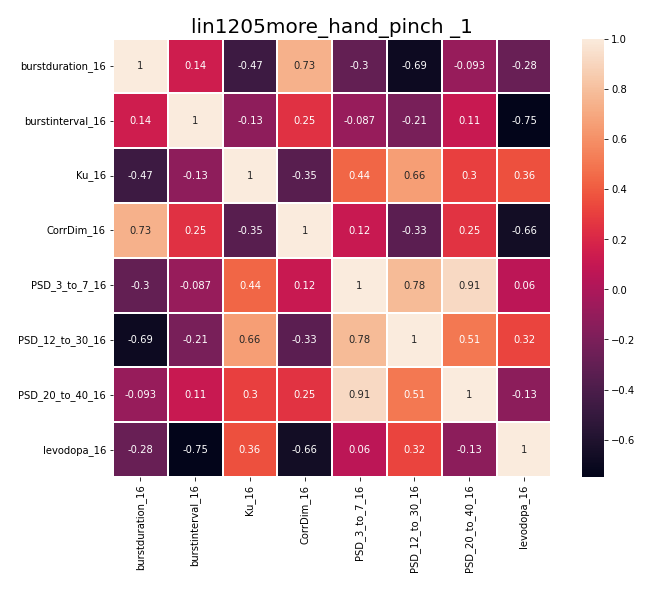 lin1205more_hand_pinch _1
burstduration_16 1 0.14 -0.47 0.73 -0.3 -0.69 -0.093 -0.28
burstinterval_16 0.14 1 -0.13 0.25 -0.087 -0.21 0.11 -0.75
Ku_16 -0.47 -0.13 1 -0.35 0.44 0.66 0.3 0.36
CorrDim_16 0.73 0.25 -0.35 1 0.12 -0.33 0.25 -0.66
PSD_3_to_7_16 -0.3 -0.087 0.44 0.12 1 0.78 0.91 0.06
PSD_12_to_30_16 -0.69 -0.21 0.66 -0.33 0.78 1 0.51 0.32
PSD_20_to_40_16 -0.093 0.11 0.3 0.25 0.91 0.51 1 -0.13
levodopa_16 -0.28 -0.75 0.36 -0.66 0.06 0.32 -0.13 1
burstduration_16
burstinterval_16
Ku_16
CorrDim_16
PSD_3_to_7_16
PSD_12_to_30_16
PSD_20_to_40_16
levodopa_16
1.0
0.8
0.6
0.4
0.2
0.0
−0.2
−0.4
−0.6